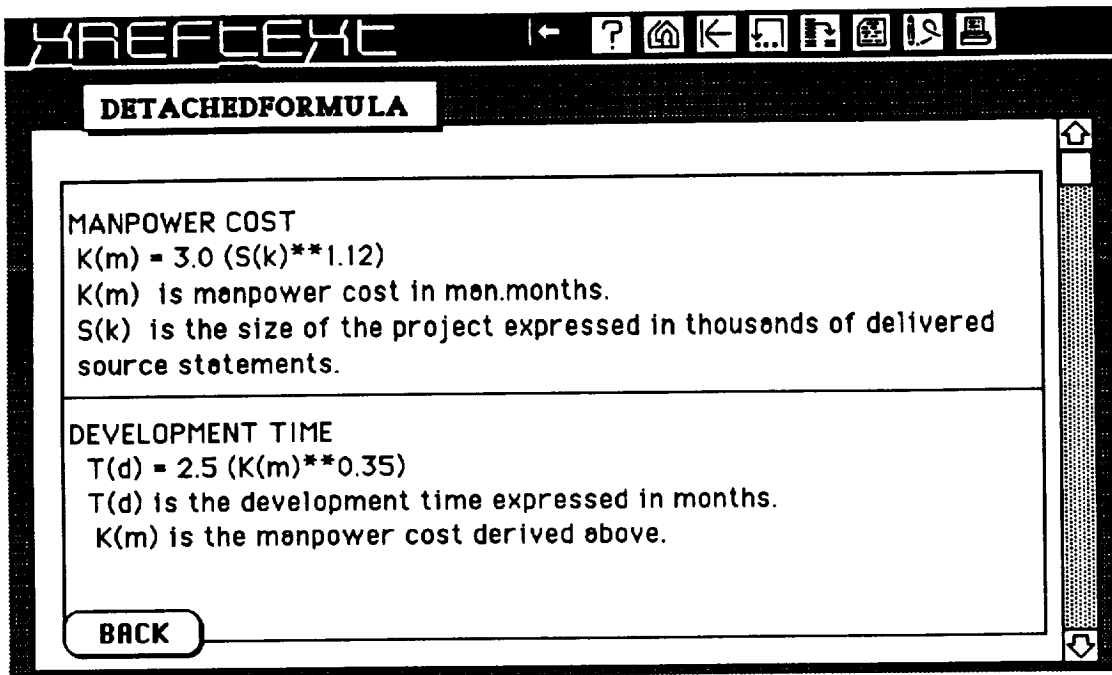 XREFTEXT
?
DETACHEDFORMULA
MANPOWER COST
K(m) = 3.0 (S(k)**1.12)
K(m) is manpower cost in man.months.
S(k) is the size of the project expressed in thousands of delivered
source statements.
DEVELOPMENT TIME
T(d) = 2.5 (K(m)**0.35)
T(d) is the development time expressed in months.
K(m) is the manpower cost derived above.
BACK